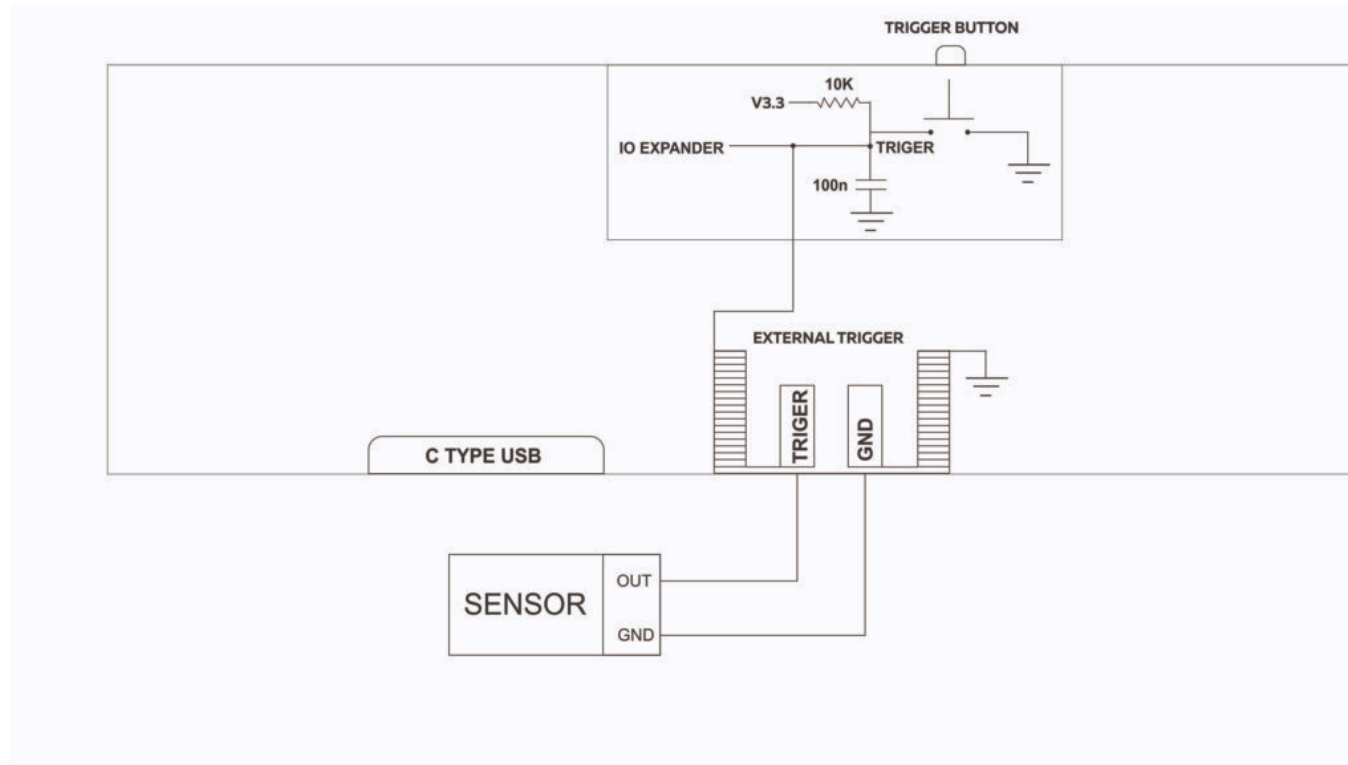 TRIGGER BUTTON
10K
V3.3
IO EXPANDER
TRIGER
100n
EXTERNAL TRIGGER
TRIGER
GND
C TYPE USB
SENSOR
OUT
GND